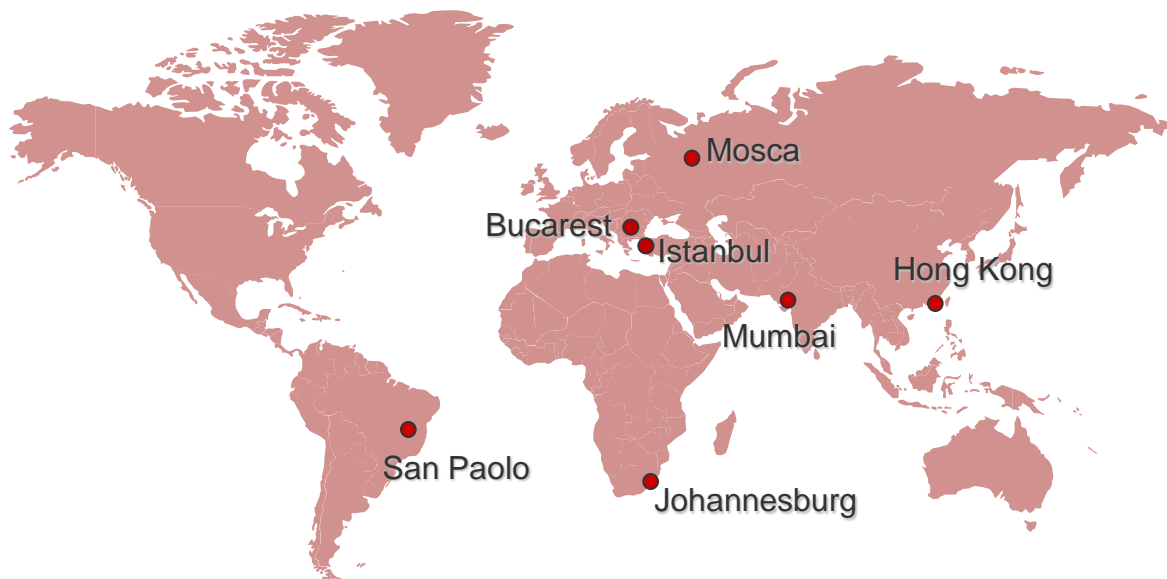 Mosca
Bucarest
Istanbul
Hong Kong
Mumbai
San Paolo
Johannesburg